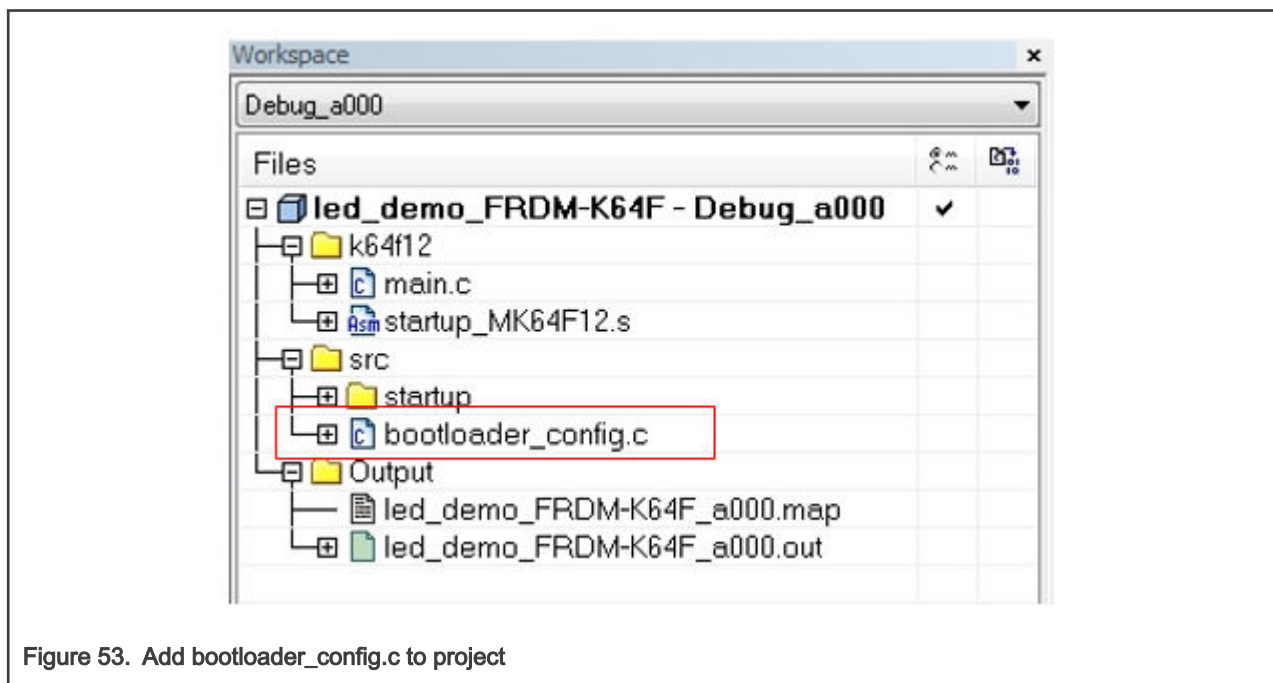 Workspace
Debug_a000
Files
led_demo_FRDM-K64F - Debug_a000
k64f12
main.c
startup_MK64F12.s
src
startup
bootloader_config.c
Output
led_demo_FRDM-K64F_a000.map
led_demo_FRDM-K64F_a000.out
Figure 53. Add bootloader_config.c to project